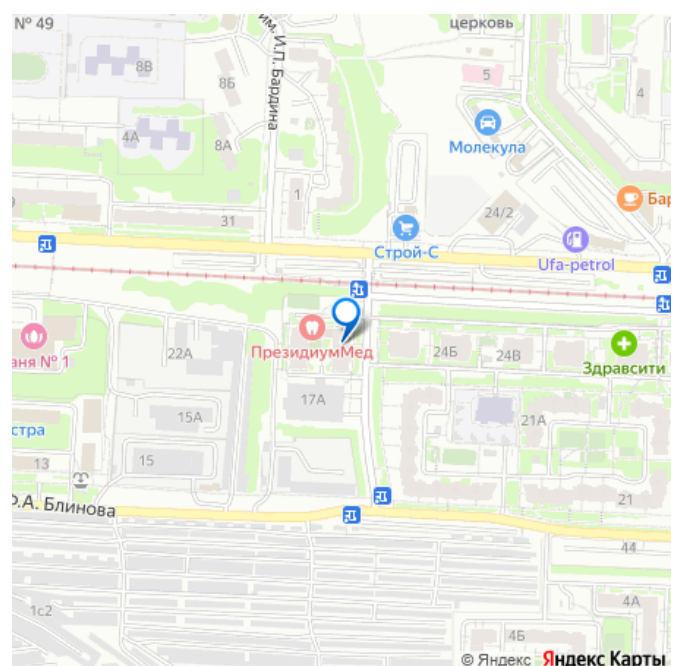 № 49
церковь
8В
8Б
им. И.П. Бардина
5
4
4А
8А
Молекула
1
9
31
24/2
Бар
Строй-С
Ufa-petrol
ПрезидиумМед
аня № 1
22А
24Б
24В
Здравсити
17А
15А
21А
стра
13
15
21
Ф.А. Блинова
44
1с2
4А
4Б
© Яндекс Яндекс Карты